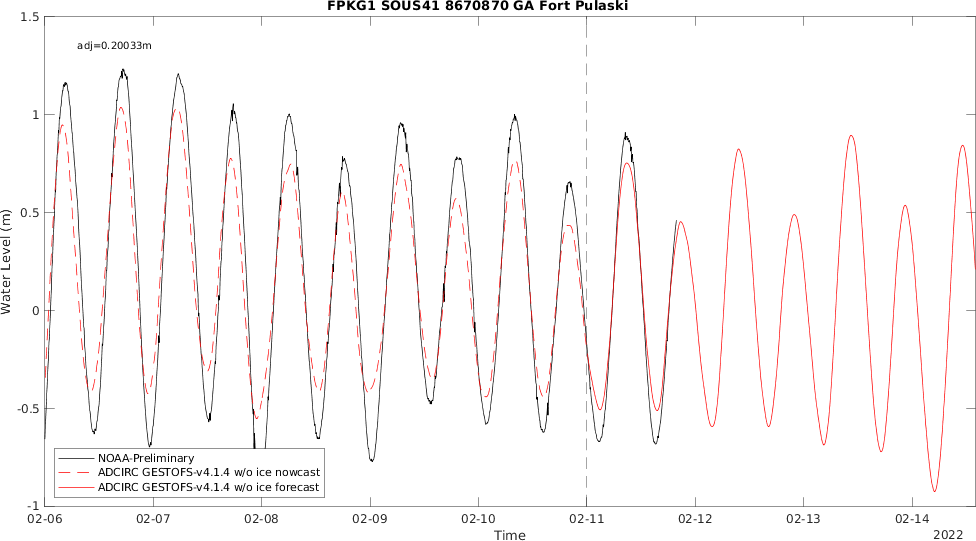 FPKG1 SOUS41 8670870 GA Fort Pulaski
adj=0.20033m
1.5
1
0.5
0
-0.5
-1
Water Level (m)
NOAA-Preliminary
ADCIRC GESTOFS-v4.1.4 w/o ice nowcast
ADCIRC GESTOFS-v4.1.4 w/o ice forecast
02-06 02-07 02-08 02-09 02-10 02-11 02-12 02-13 02-14
Time
2022